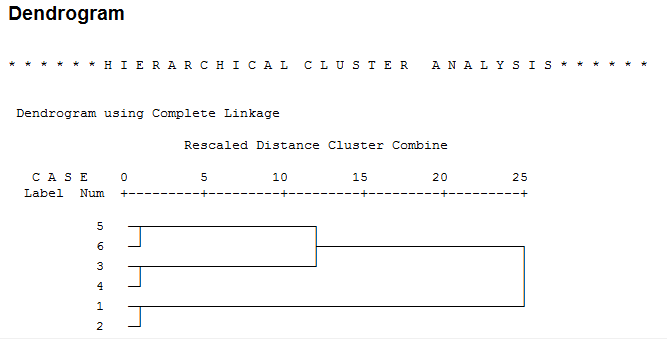 Dendrogram
* * * * * * H I E R A R C H I C A L   C L U S T E R   A N A L Y S I S * * * * * *
Dendrogram using Complete Linkage
Rescaled Distance Cluster Combine
C A S E   0   5   10   15   20   25
Label  Num  +---------+---------+---------+---------+---------+
5
6
3
4
1
2